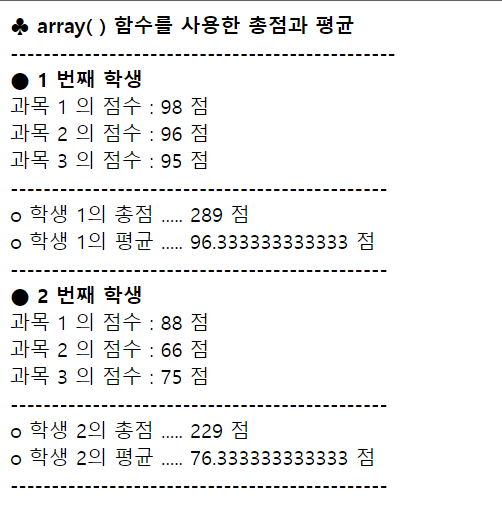 ♣ array( ) 함수를 사용한 총점과 평균
-----------------------------------------------
● 1 번째 학생
과목 1 의 점수 : 98 점
과목 2 의 점수 : 96 점
과목 3 의 점수 : 95 점
----------------------------------------------
o 학생 1의 총점 ..... 289 점
o 학생 1의 평균 ..... 96.333333333333 점
----------------------------------------------
● 2 번째 학생
과목 1 의 점수 : 88 점
과목 2 의 점수 : 66 점
과목 3 의 점수 : 75 점
----------------------------------------------
o 학생 2의 총점 ..... 229 점
o 학생 2의 평균 ..... 76.333333333333 점
----------------------------------------------